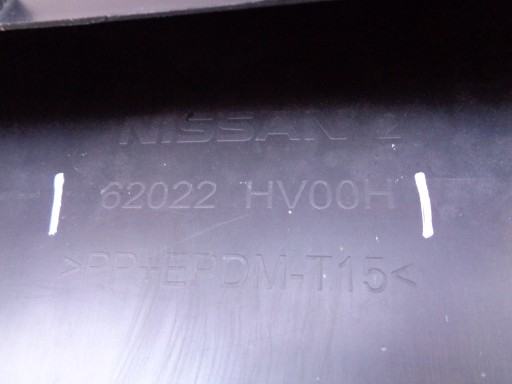 NISSAN
62022 HV00H
>PP+EPDM-T15<